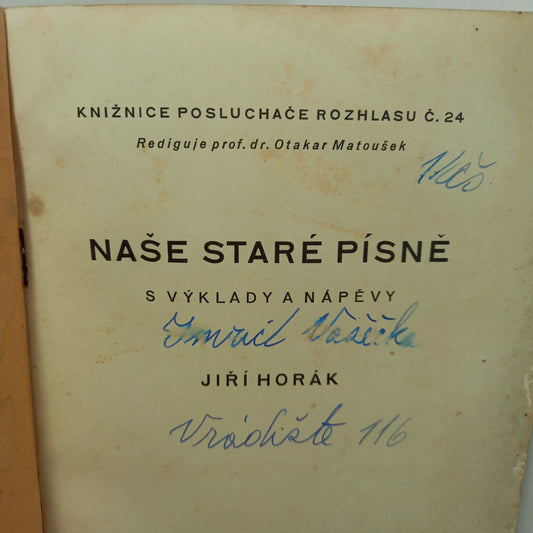 KNIŽNICE POSLUCHAČE ROZHLASU Č. 24
Rediguje prof. dr. Otakar Matoušek
1 Kčs.
NAŠE STARÉ PÍSNĚ
S VÝKLADY A NÁPĚVY
Imrich Vašečka
JIŘÍ HORÁK
Vrádište 116